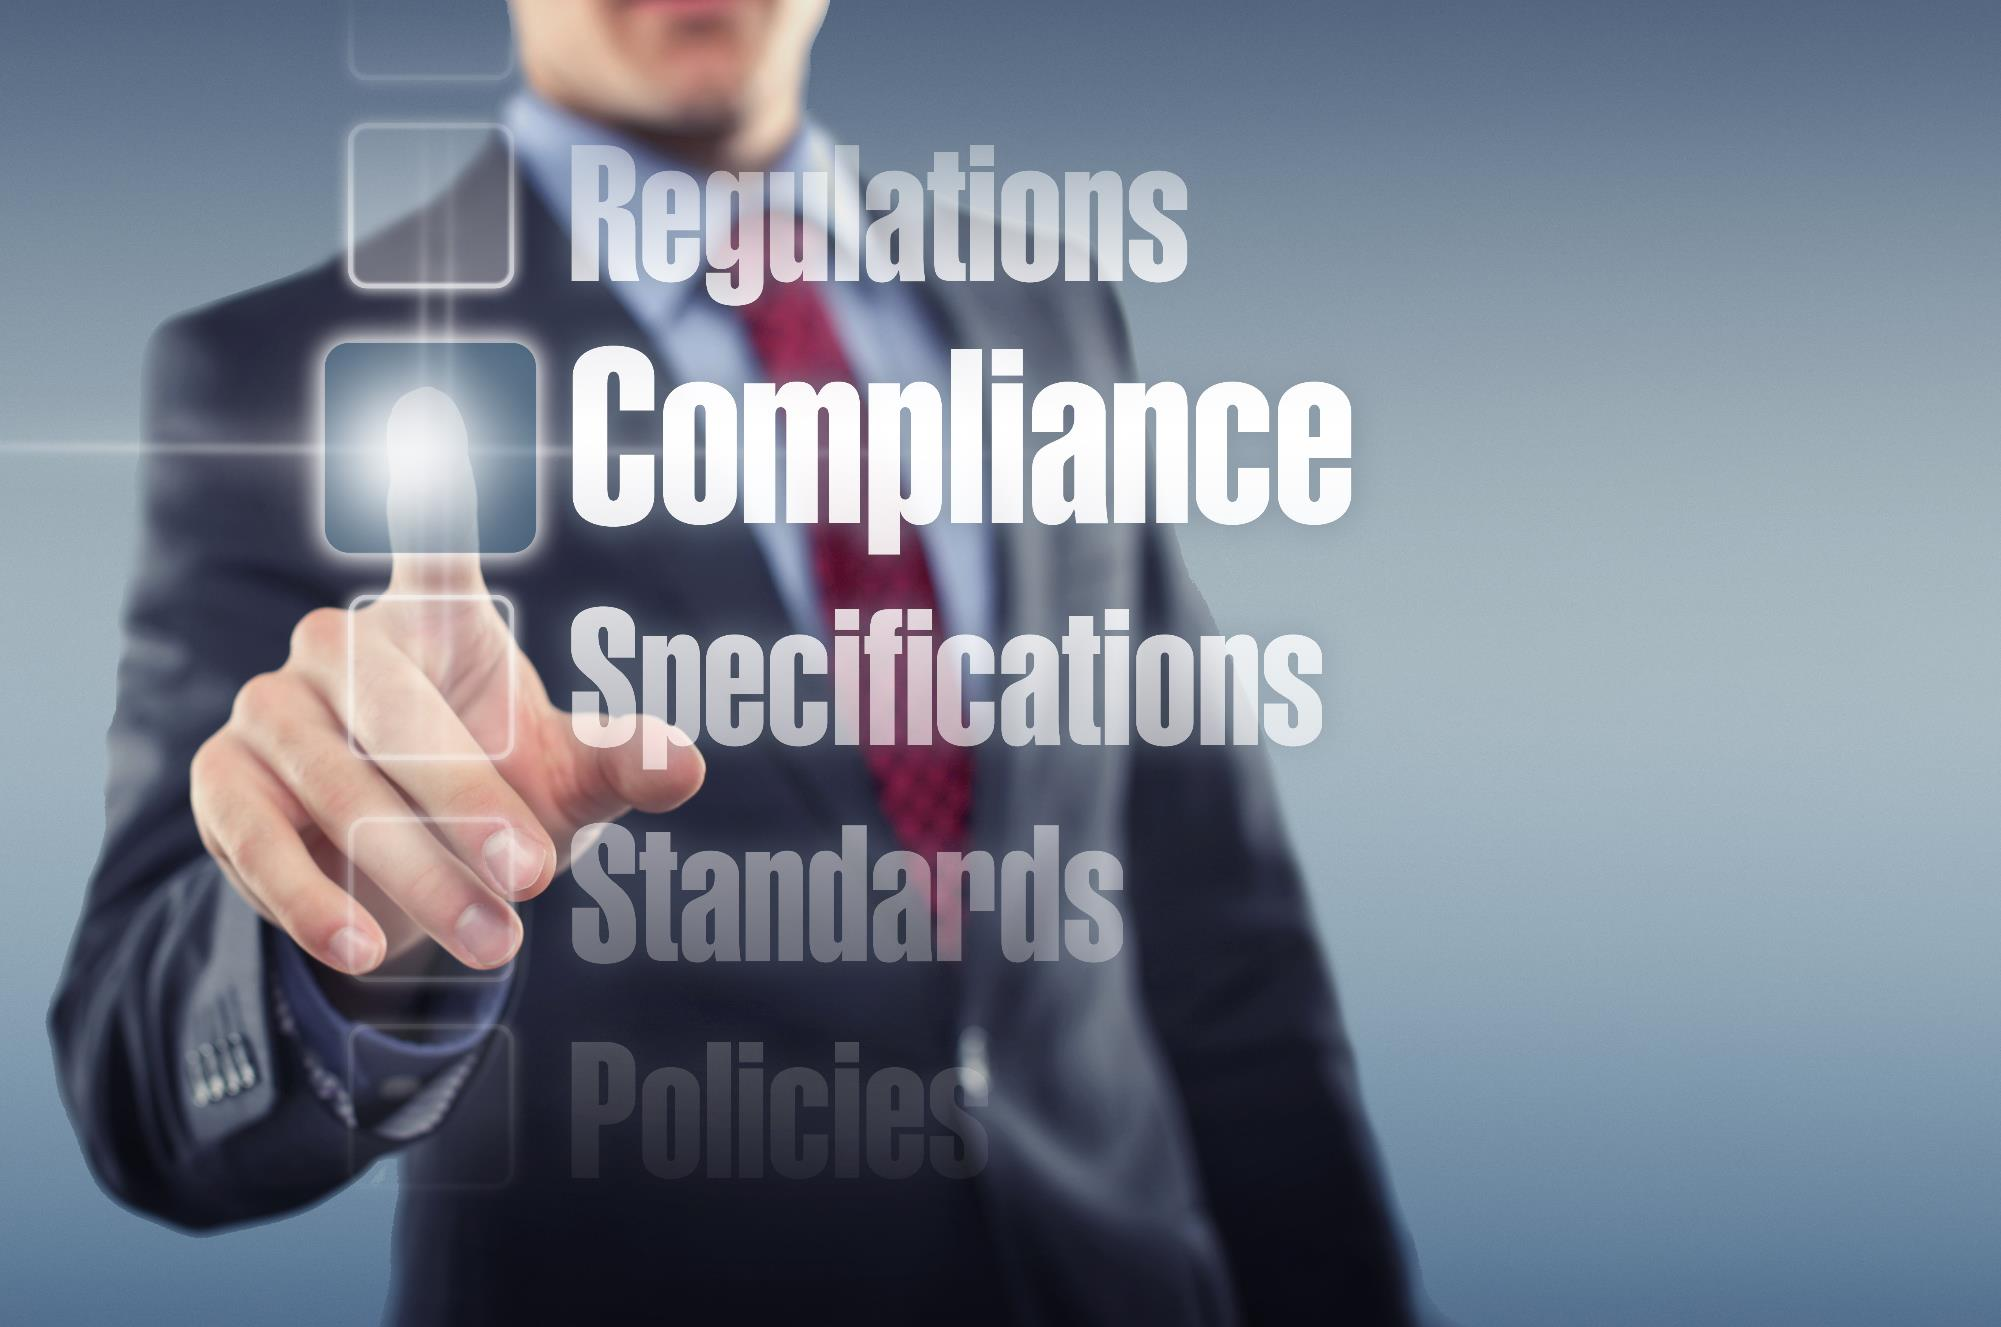 Regulations
Compliance
Specifications
Standards
Policies